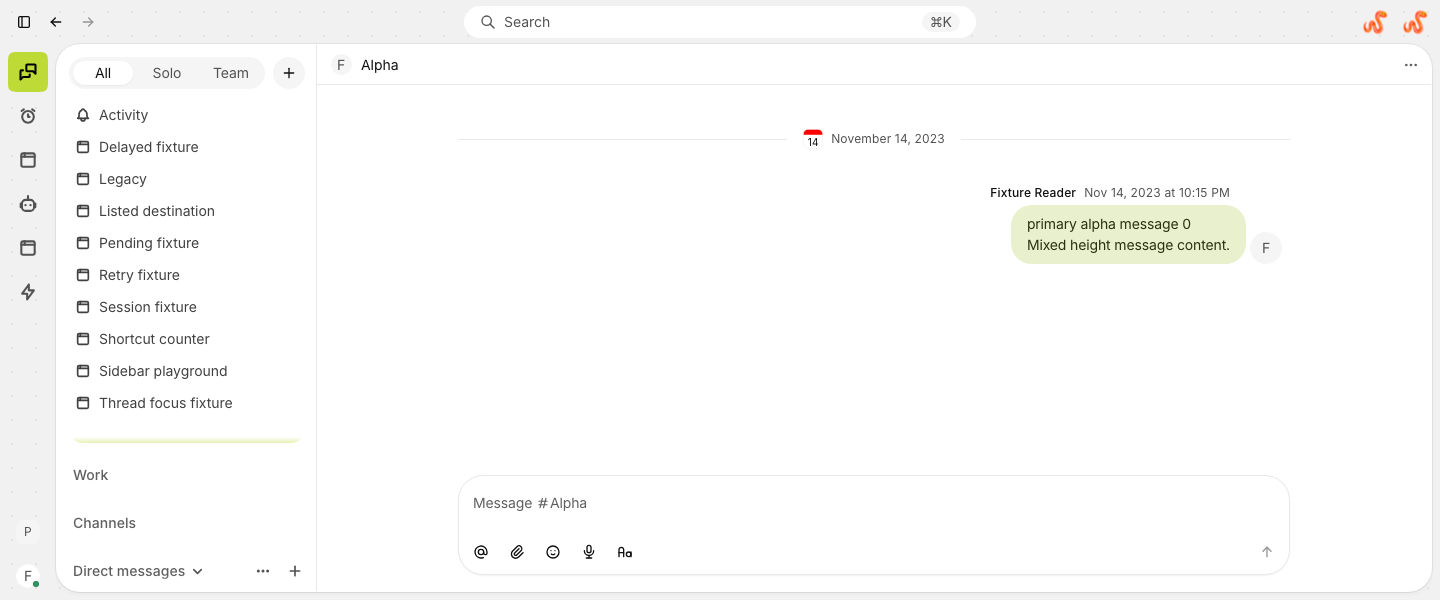 Search
⌘K
All
Solo
Team
Activity
Delayed fixture
Legacy
Listed destination
Pending fixture
Retry fixture
Session fixture
Shortcut counter
Sidebar playground
Thread focus fixture
Work
Channels
Direct messages
P
F
F
Alpha
14
November 14, 2023
Fixture Reader Nov 14, 2023 at 10:15 PM
primary alpha message 0
Mixed height message content.
F
Message #Alpha
Aa